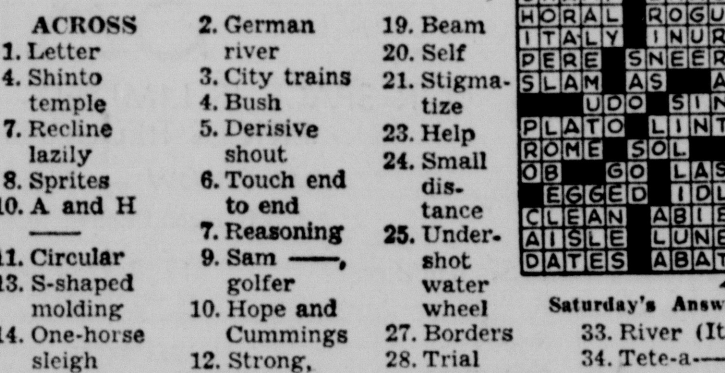 ACROSS
1. Letter
4. Shinto
temple
7. Recline
lazily
8. Sprites
10. A and H
11. Circular
13. S-shaped
molding
14. One-horse
sleigh
2. German
river
3. City trains
4. Bush
5. Derisive
shout
6. Touch end
to end
7. Reasoning
9. Sam —,
golfer
10. Hope and
Cummings
12. Strong,
19. Beam
20. Self
21. Stigma-
tize
23. Help
24. Small
dis-
tance
25. Under-
shot
water
wheel
27. Borders
28. Trial
HORAL ROGU
ITALY INUR
PERE SNEER
SLAM AS A
UDO SIN
PLATO LINT
ROME SOL
OB GO LAS
EGGED IDE
CLEAN ABIE
AISLE LUNE
DATES ABAT
Saturday's Answ
33. River (It
34. Tete-a-—